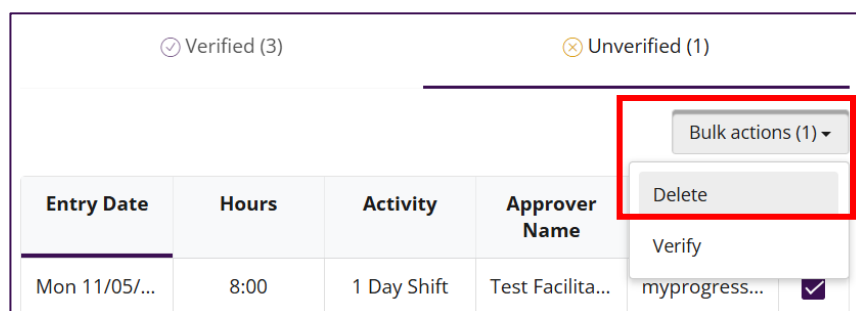 Verified (3)
Unverified (1)
Bulk actions (1)
Delete
Verify
Entry Date
Hours
Activity
Approver
Name
Mon 11/05/...
8:00
1 Day Shift
Test Facilita...
myprogress...